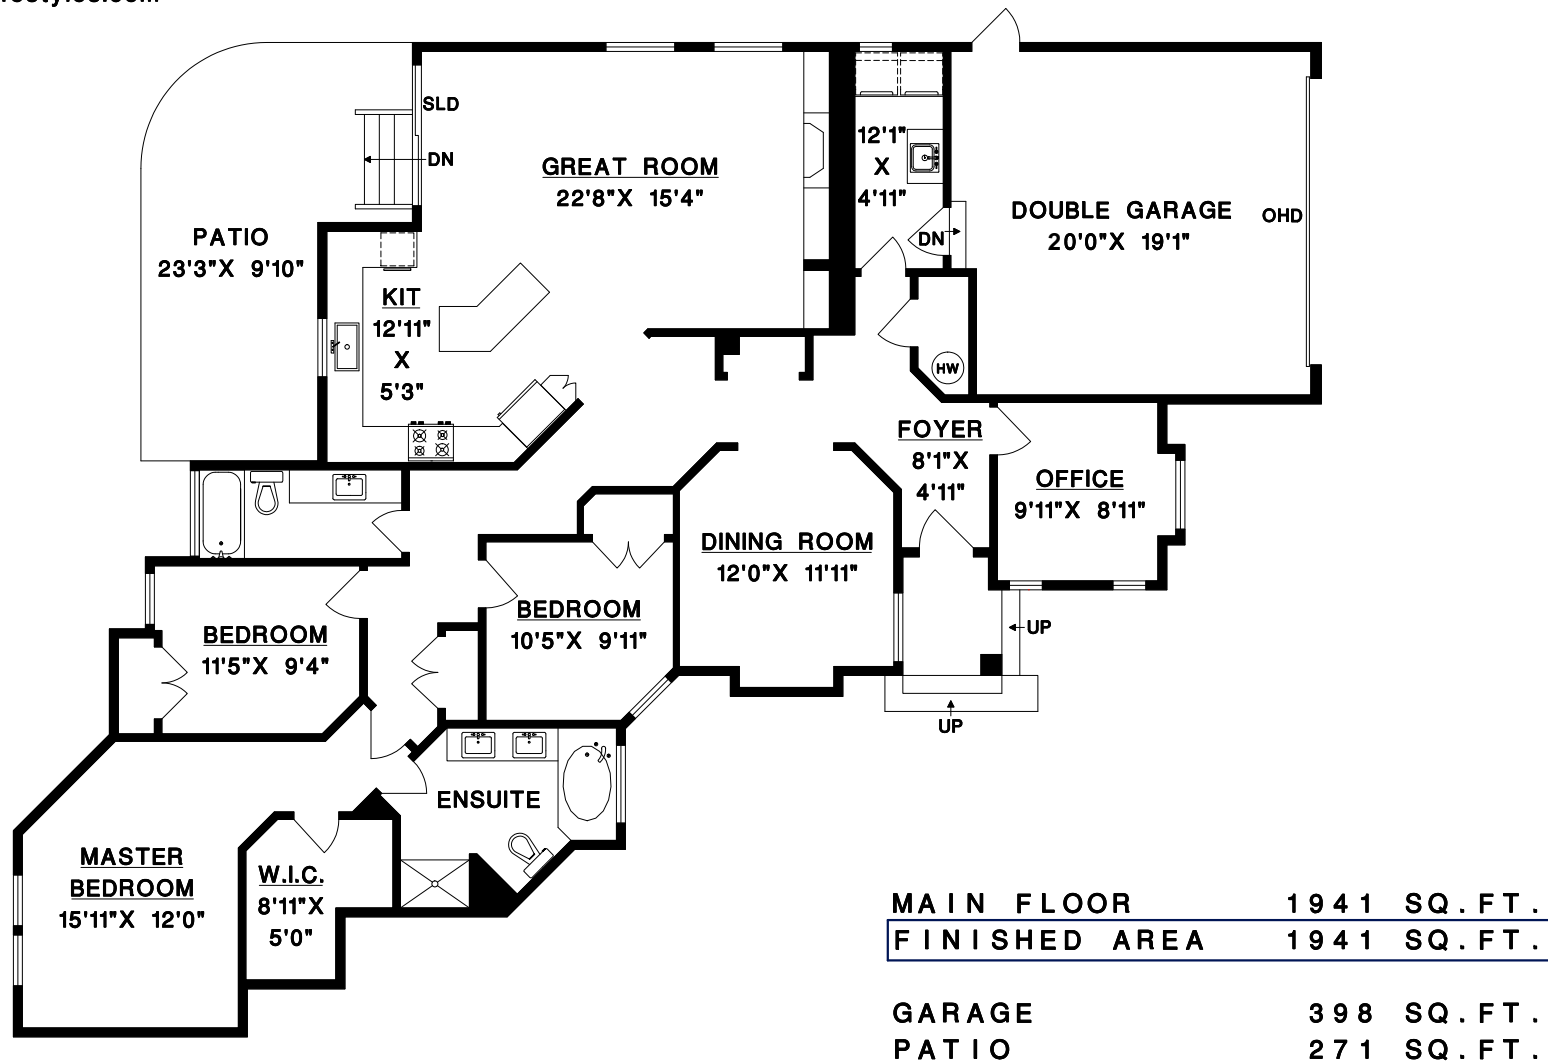 SLD
DN
GREAT ROOM
22'8"X 15'4"
12'1"
X
4'11"
DN
DOUBLE GARAGE
20'0"X 19'1"
OHD
PATIO
23'3"X 9'10"
KIT
12'11"
X
5'3"
HW
FOYER
8'1"X
4'11"
OFFICE
9'11"X 8'11"
DINING ROOM
12'0"X 11'11"
BEDROOM
10'5"X 9'11"
BEDROOM
11'5"X 9'4"
UP
UP
ENSUITE
MASTER
BEDROOM
15'11"X 12'0"
W.I.C.
8'11"X
5'0"
MAIN FLOOR 1941 SQ.FT.
FINISHED AREA 1941 SQ.FT.
GARAGE 398 SQ.FT.
PATIO 271 SQ.FT.